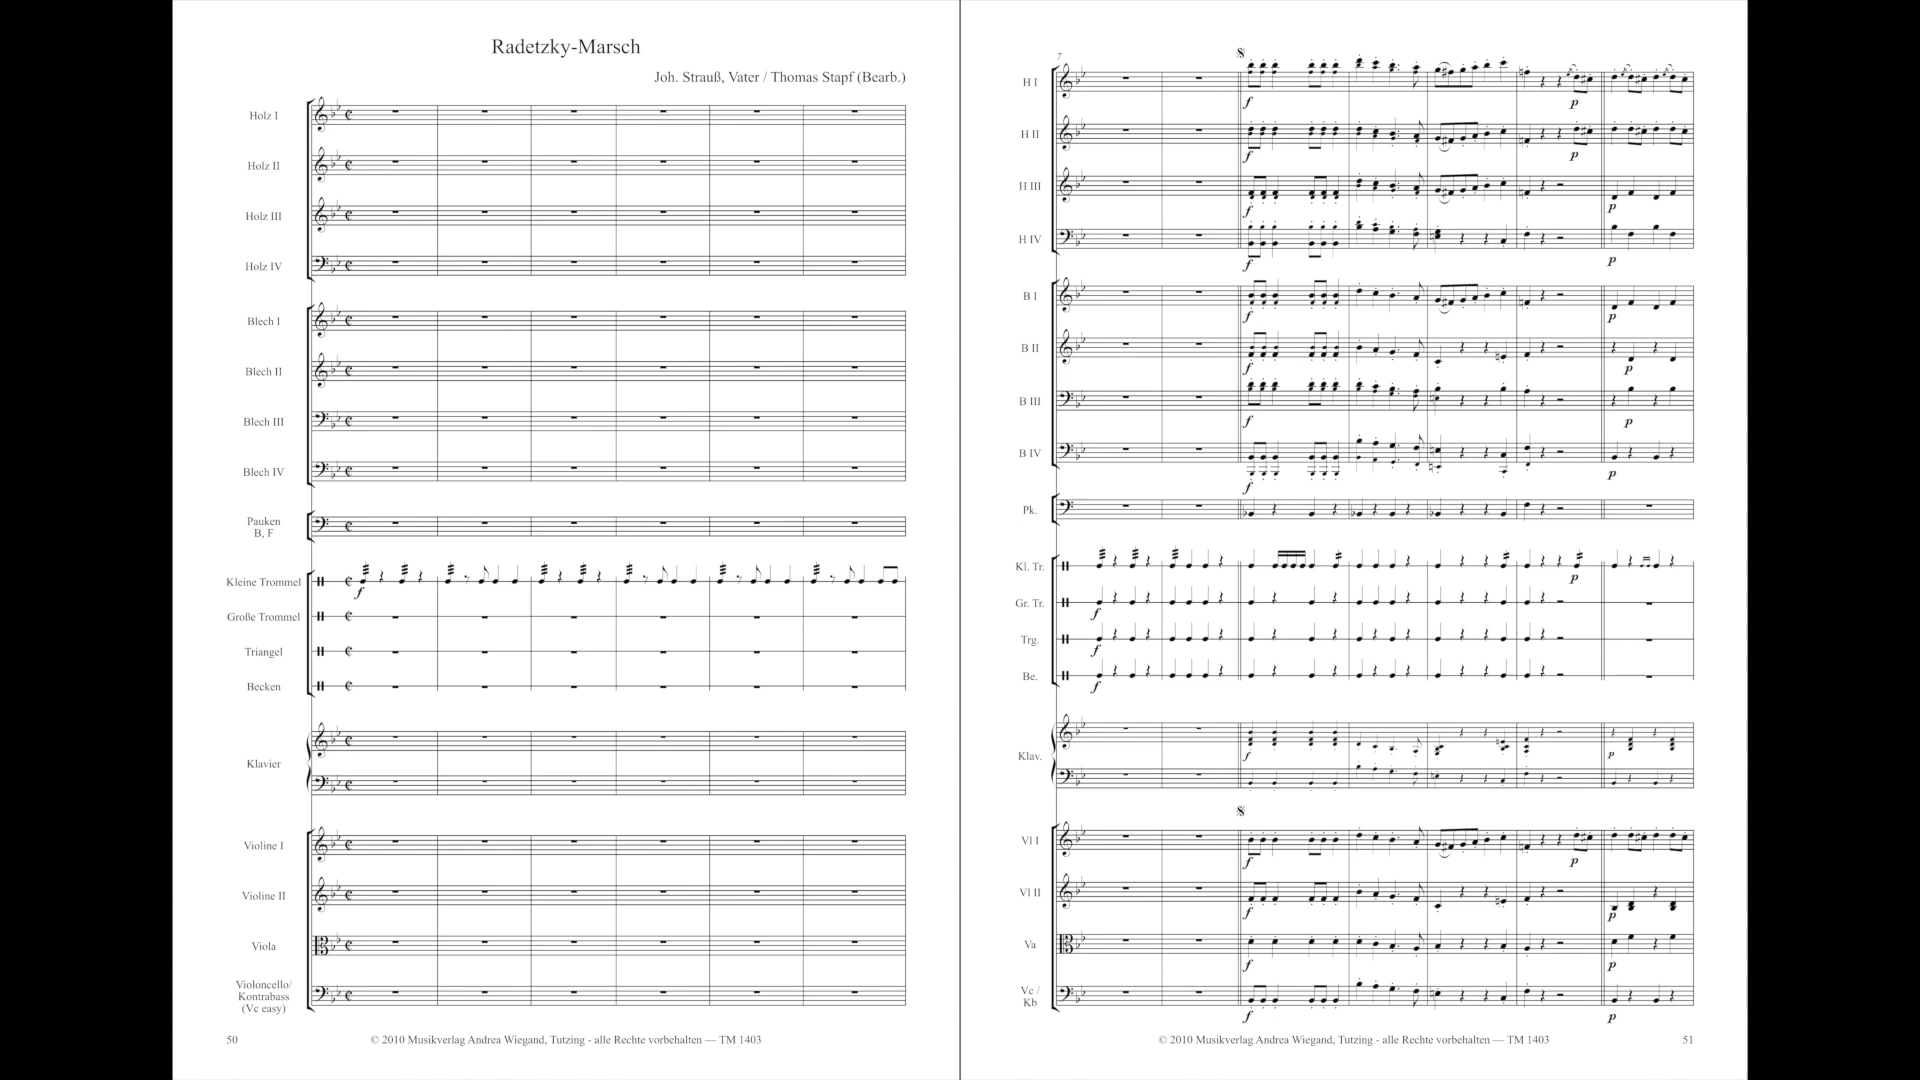 Radetzky-Marsch
Joh. Strauß, Vater / Thomas Stapf (Bearb.)
Holz I
Holz II
Holz III
Holz IV
Blech I
Blech II
Blech III
Blech IV
Pauken
B, F
Kleine Trommel
f
Große Trommel
Triangel
Becken
Klavier
Violine I
Violine II
Viola
Violoncello/
Kontrabass
(Vc easy)
50
© 2010 Musikverlag Andrea Wiegand, Tutzing - alle Rechte vorbehalten — TM 1403
7
H I
f p
H II
f p
H III
f p
H IV
f p
B I
f p
B II
f p
B III
f p
B IV
f p
Pk.
Kl. Tr.
p
Gr. Tr.
f
Trg.
f
Be.
f
Klav.
f p
Vl I
f p
Vl II
f p
Va
f p
Vc /
Kb
f p
© 2010 Musikverlag Andrea Wiegand, Tutzing - alle Rechte vorbehalten — TM 1403
51